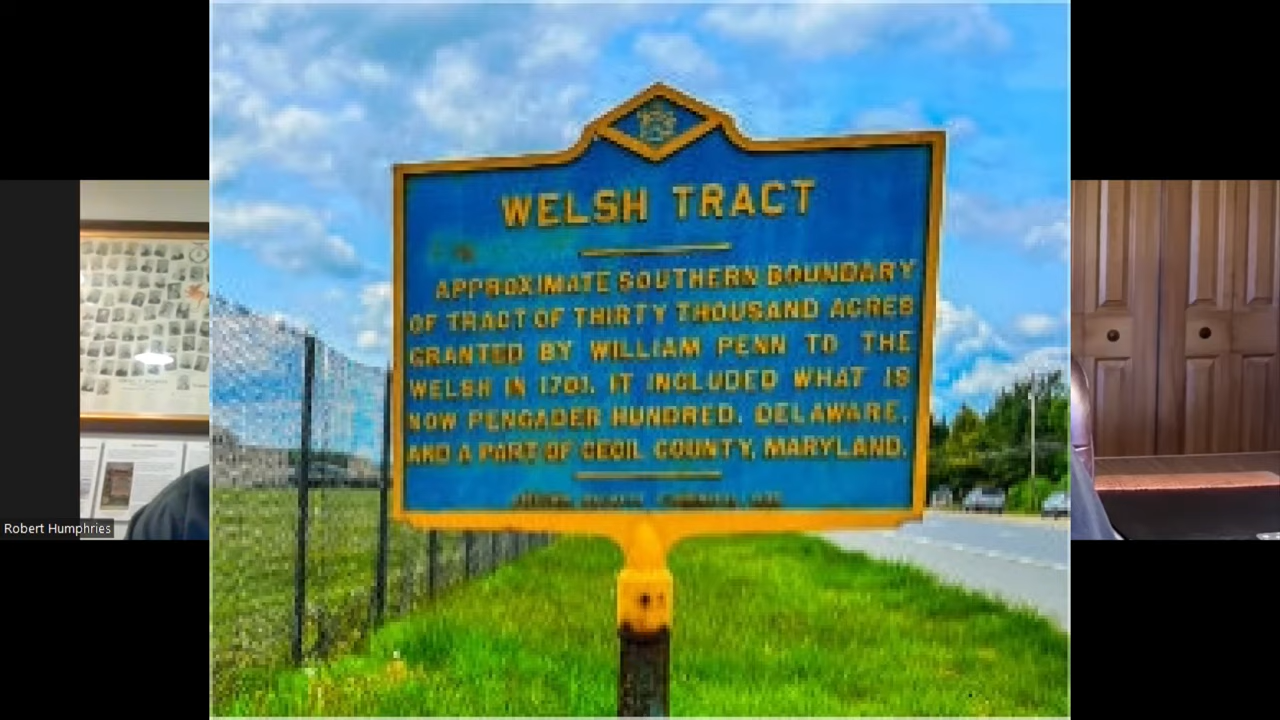 WELSH TRACT
APPROXIMATE SOUTHERN BOUNDARY
OF TRACT OF THIRTY THOUSAND ACRES
GRANTED BY WILLIAM PENN TO THE
WELSH IN 1701. IT INCLUDED WHAT IS
NOW PENCADER HUNDRED, DELAWARE,
AND A PART OF CECIL COUNTY, MARYLAND.
Robert Humphries